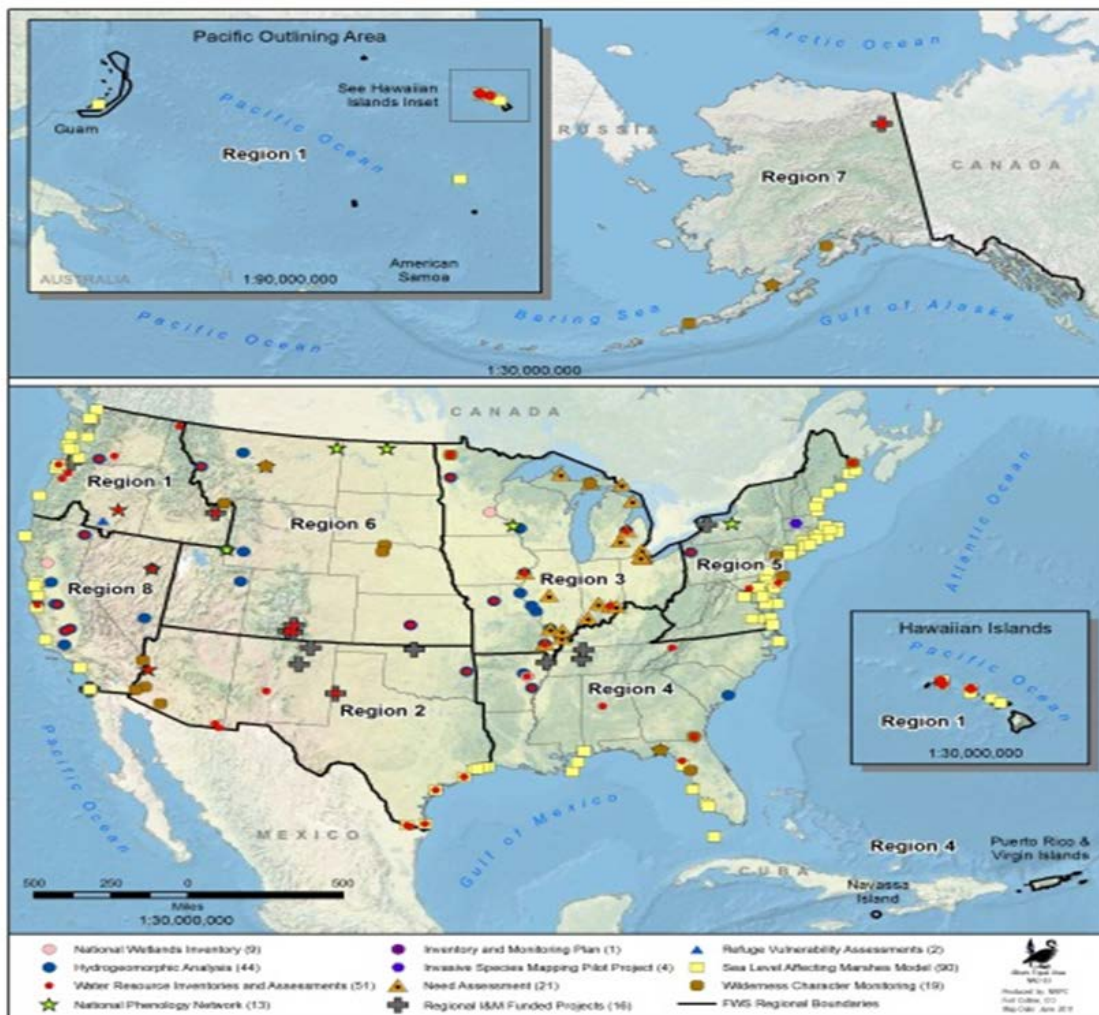 Pacific Outlining Area
Arctic Ocean
See Hawaiian
Islands Inset
Guam
Pacific Ocean
Region 1
RUSSIA
CANADA
Region 7
AUSTRALIA
American
Samoa
1:90,000,000
Pacific Ocean
Bering Sea
Gulf of Alaska
1:30,000,000
CANADA
Region 1
Region 6
Region 3
Region 5
Region 8
Atlantic Ocean
Hawaiian Islands
Pacific Ocean
Region 1
1:30,000,000
Region 2
Region 4
Pacific Ocean
MEXICO
Gulf of Mexico
Region 4
Puerto Rico &
Virgin Islands
CUBA
Navassa
Island
500 0 500
Miles
1:30,000,000
National Wetlands Inventory (9)
Inventory and Monitoring Plan (1)
Refuge Vulnerability Assessments (2)
Hydrogeomorphic Analysis (44)
Invasive Species Mapping Pilot Project (4)
Sea Level Affecting Marshes Model (90)
Water Resource Inventories and Assessments (51)
Need Assessment (21)
Wilderness Character Monitoring (19)
National Phenology Network (13)
Regional I&M Funded Projects (16)
FWS Regional Boundaries